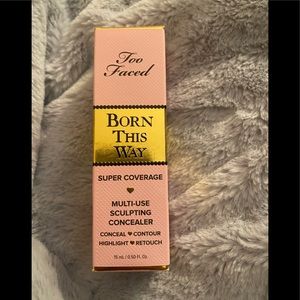 Too
Faced
BORN
THIS
WAY
SUPER COVERAGE
MULTI-USE
SCULPTING
CONCEALER
CONCEAL ♥ CONTOUR
HIGHLIGHT ♥ RETOUCH
15 mL / 0.50 fl. Oz.